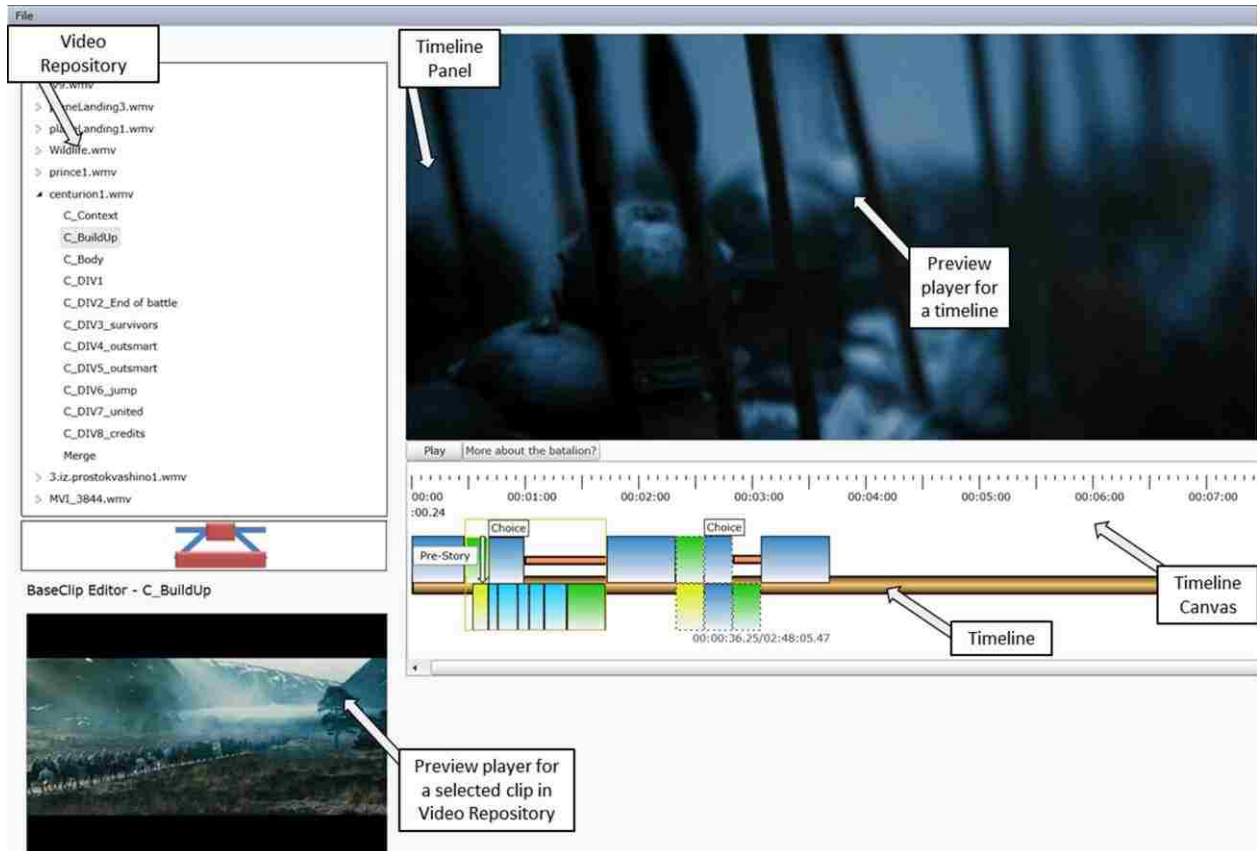 File
Video
Repository
planeLanding1.wmv
Wildlife.wmv
prince1.wmv
centurion1.wmv
C_Context
C_BuildUp
C_Body
C_DIV1
C_DIV2_End of battle
C_DIV3_survivors
C_DIV4_outsmart
C_DIV5_outsmart
C_DIV6_jump
C_DIV7_united
C_DIV8_credits
Merge
3.iz.prostokvashino1.wmv
MVI_3844.wmv
BaseClip Editor - C_BuildUp
Timeline
Panel
Preview
player for
a timeline
Play
More about the batalion?
00:00 00:01:00 00:02:00 00:03:00 00:04:00 00:05:00 00:06:00 00:07:00
:00.24
Choice
Choice
Pre-Story
Timeline
Canvas
Timeline
00:00:36.25/02:48:05.47
Preview player for
a selected clip in
Video Repository